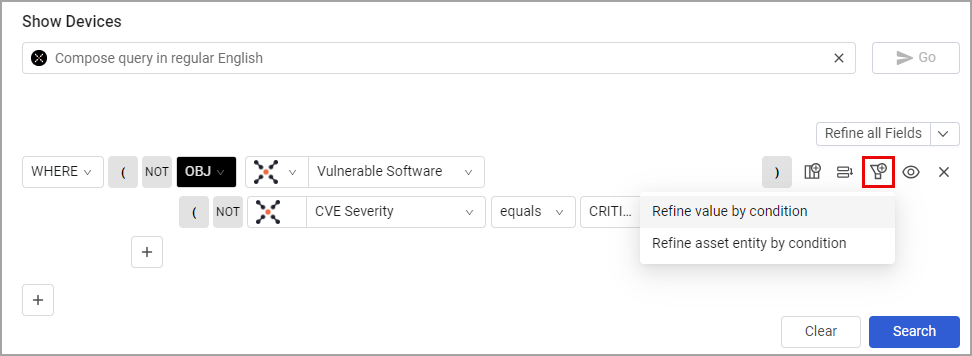 Show Devices
Compose query in regular English
Go
Refine all Fields
WHERE ( NOT OBJ Vulnerable Software )
( NOT CVE Severity equals CRITI...
Refine value by condition
Refine asset entity by condition
+
+
Clear Search